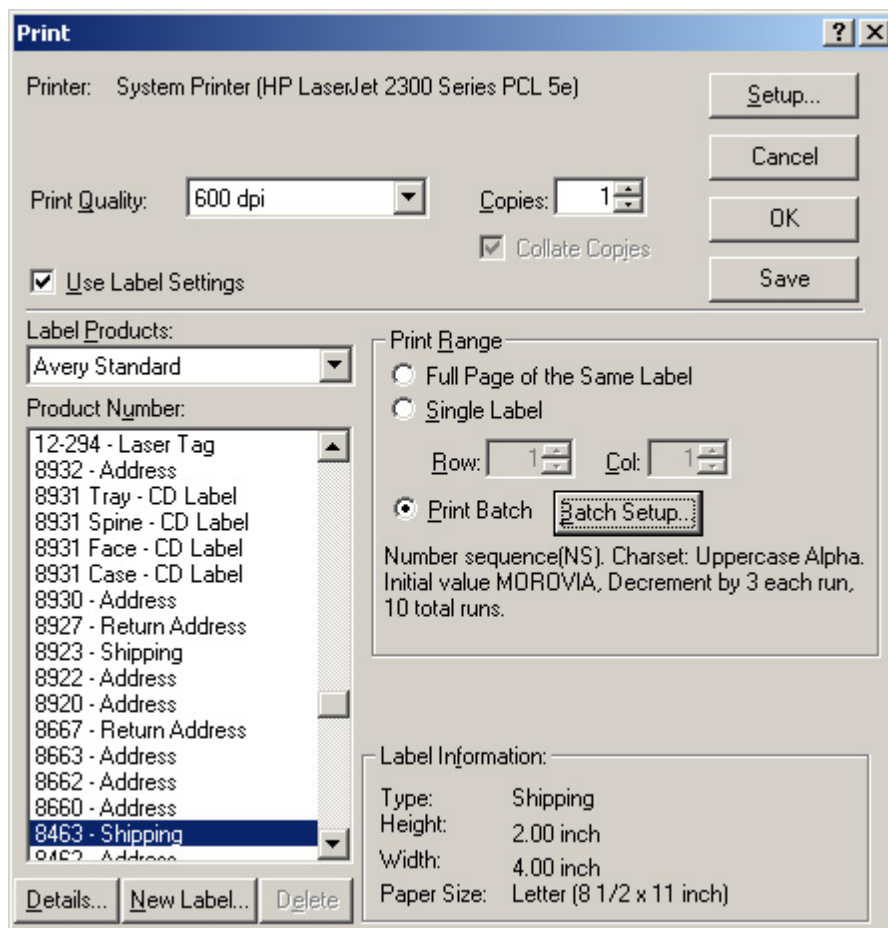 Print
Printer: System Printer (HP LaserJet 2300 Series PCL 5e)
Setup...
Cancel
Print Quality: 600 dpi
Copies: 1
OK
Collate Copies
Use Label Settings
Save
Label Products:
Avery Standard
Product Number:
12-294 - Laser Tag
8932 - Address
8931 Tray - CD Label
8931 Spine - CD Label
8931 Face - CD Label
8931 Case - CD Label
8930 - Address
8927 - Return Address
8923 - Shipping
8922 - Address
8920 - Address
8667 - Return Address
8663 - Address
8662 - Address
8660 - Address
8463 - Shipping
8462 - Address
Details... New Label... Delete
Print Range
Full Page of the Same Label
Single Label
Row: 1 Col: 1
Print Batch Batch Setup...
Number sequence(NS). Charset: Uppercase Alpha.
Initial value MOROVIA, Decrement by 3 each run,
10 total runs.
Label Information:
Type: Shipping
Height: 2.00 inch
Width: 4.00 inch
Paper Size: Letter (8 1/2 x 11 inch)